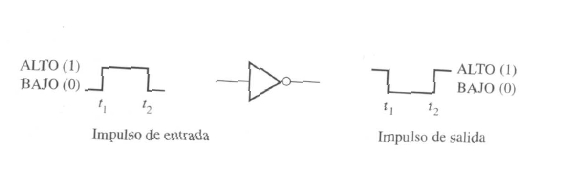 ALTO (1)
BAJO (0)
t1
t2
Impulso de entrada
ALTO (1)
BAJO (0)
t1
t2
Impulso de salida